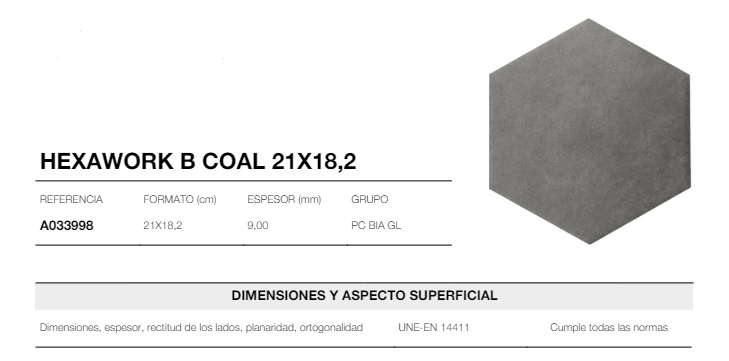 HEXAWORK B COAL 21X18,2
REFERENCIA FORMATO (cm) ESPESOR (mm) GRUPO
A033998 21X18,2 9,00 PC BIA GL
DIMENSIONES Y ASPECTO SUPERFICIAL
Dimensiones, espesor, rectitud de los lados, planaridad, ortogonalidad UNE-EN 14411 Cumple todas las normas